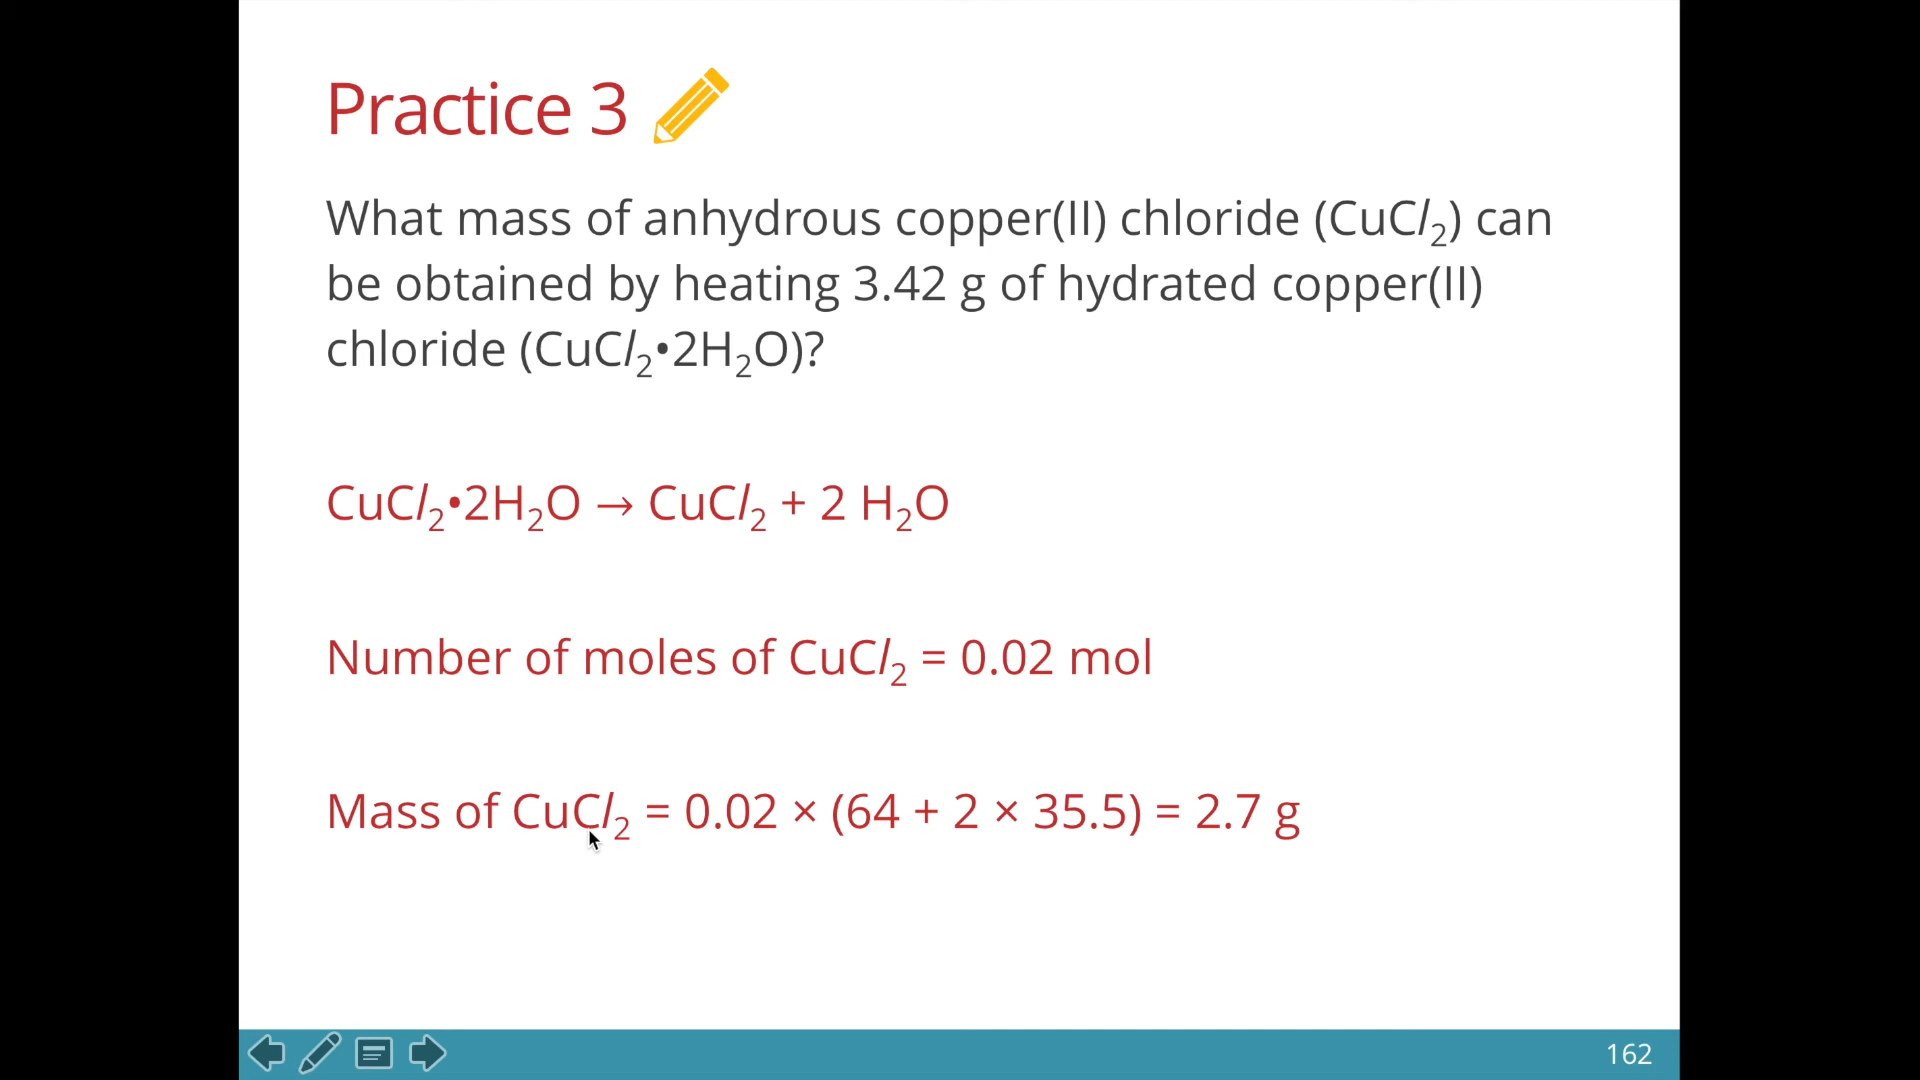 Practice 3
What mass of anhydrous copper(II) chloride (CuCl₂) can
be obtained by heating 3.42 g of hydrated copper(II)
chloride (CuCl₂•2H₂O)?
CuCl₂•2H₂O → CuCl₂ + 2 H₂O
Number of moles of CuCl₂ = 0.02 mol
Mass of CuCl₂ = 0.02 × (64 + 2 × 35.5) = 2.7 g
162